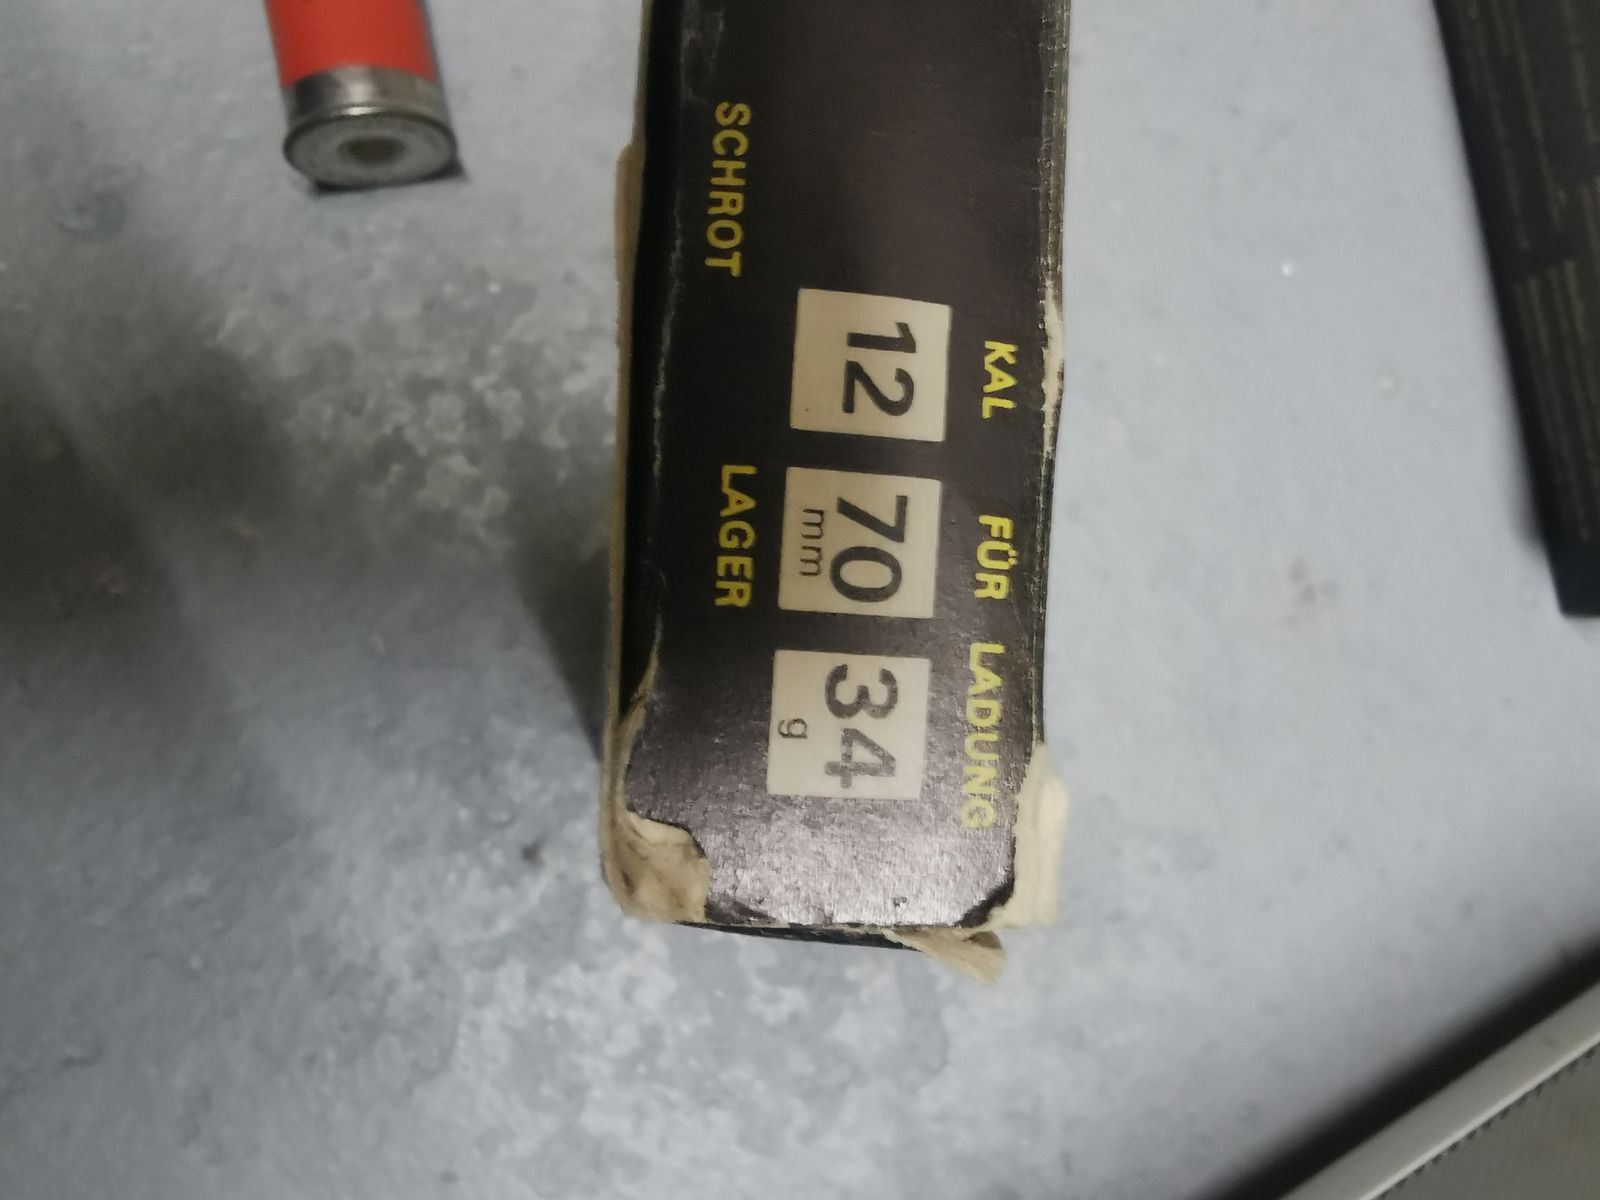 KAL FÜR LADUNG
12 70 34
mm g
SCHROT LAGER